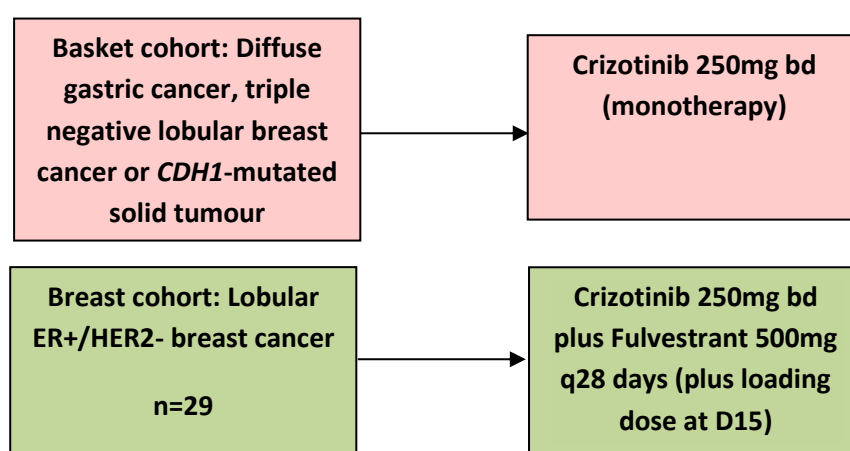 Basket cohort: Diffuse
gastric cancer, triple
negative lobular breast
cancer or CDH1-mutated
solid tumour
Crizotinib 250mg bd
(monotherapy)
Breast cohort: Lobular
ER+/HER2- breast cancer
n=29
Crizotinib 250mg bd
plus Fulvestrant 500mg
q28 days (plus loading
dose at D15)